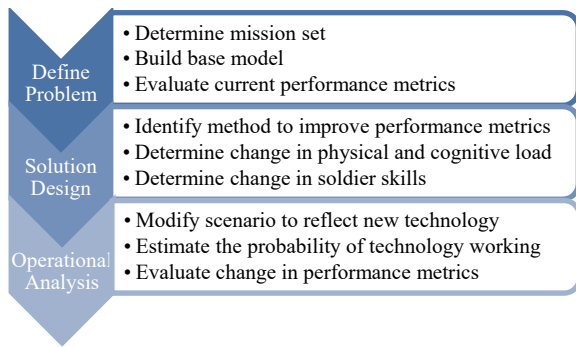 Define
Problem
• Determine mission set
• Build base model
• Evaluate current performance metrics
Solution
Design
• Identify method to improve performance metrics
• Determine change in physical and cognitive load
• Determine change in soldier skills
Operational
Analysis
• Modify scenario to reflect new technology
• Estimate the probability of technology working
• Evaluate change in performance metrics